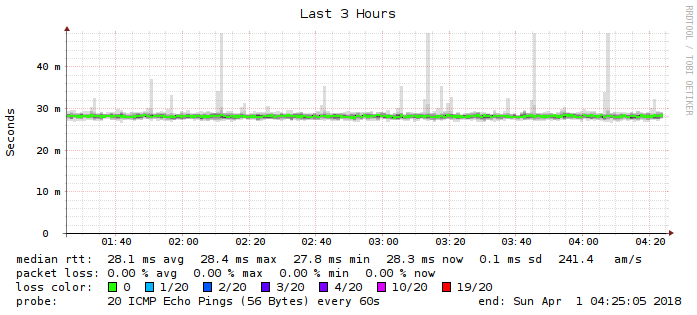 Last 3 Hours
RRDTOOL / TOBI OETIKER
Seconds
40 m
30 m
20 m
10 m
0
01:40 02:00 02:20 02:40 03:00 03:20 03:40 04:00 04:20
median rtt: 28.1 ms avg 28.4 ms max 27.8 ms min 28.3 ms now 0.1 ms sd 241.4 am/s
packet loss: 0.00 % avg 0.00 % max 0.00 % min 0.00 % now
loss color: 0 1/20 2/20 3/20 4/20 10/20 19/20
probe: 20 ICMP Echo Pings (56 Bytes) every 60s end: Sun Apr 1 04:25:05 2018